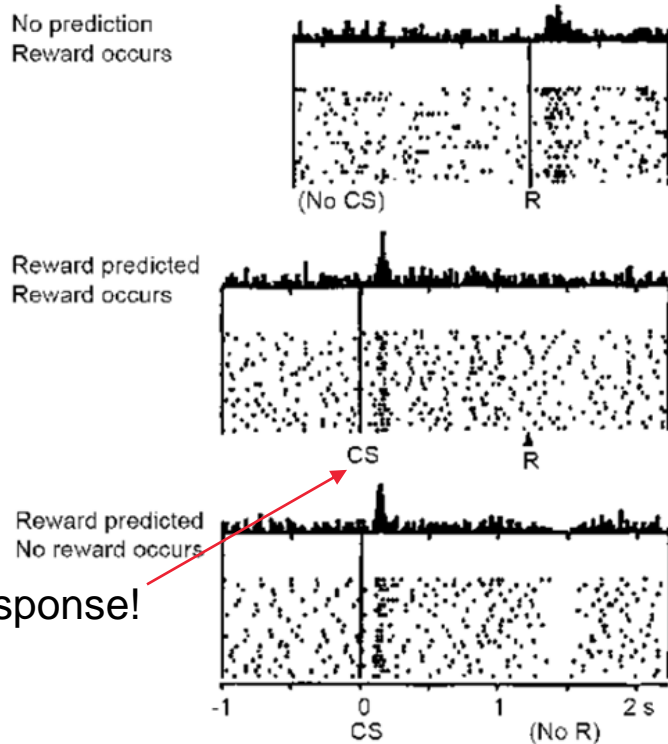 No prediction
Reward occurs
(No CS) R
Reward predicted
Reward occurs
CS R
Reward predicted
No reward occurs
sponse!
-1 0 1 2 s
CS (No R)